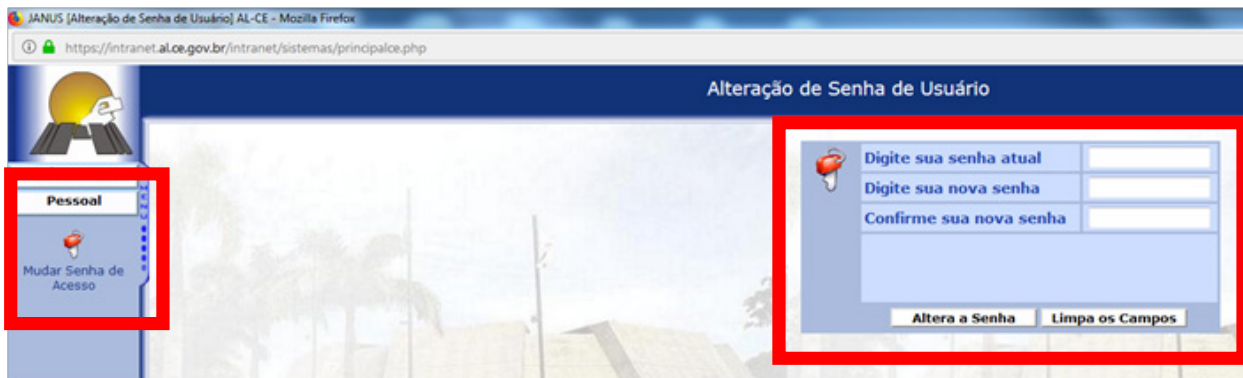 JANUS [Alteração de Senha de Usuário] AL-CE - Mozilla Firefox
https://intranet.al.ce.gov.br/intranet/sistemas/principalce.php
Alteração de Senha de Usuário
MENU
Pessoal
Mudar Senha de
Acesso
Digite sua senha atual
Digite sua nova senha
Confirme sua nova senha
Altera a Senha Limpa os Campos